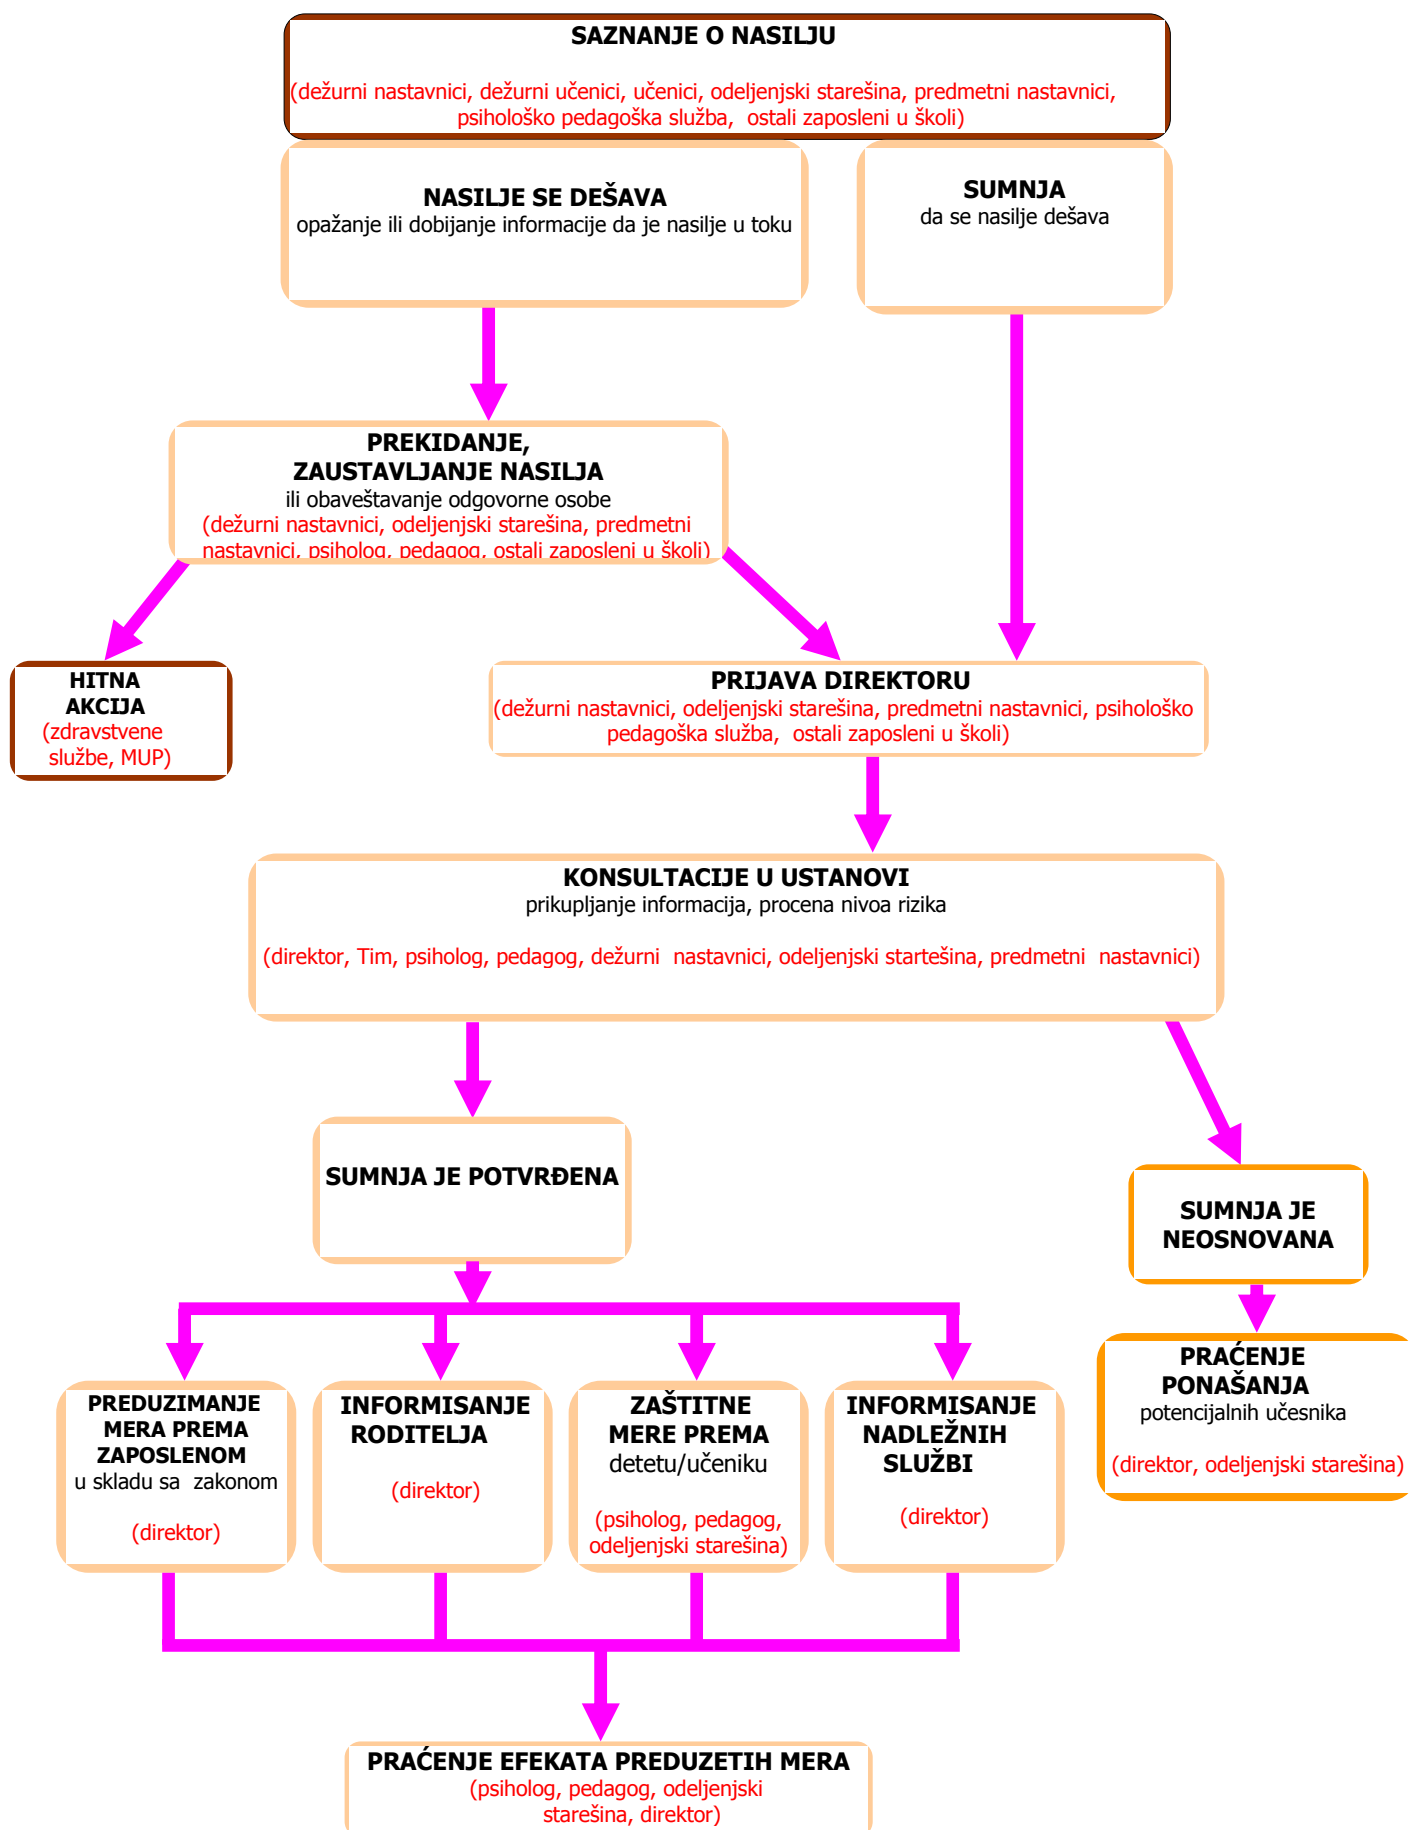 SAZNANJE O NASILJU
(dežurni nastavnici, dežurni učenici, učenici, odeljenjski starešina, predmetni nastavnici,
psihološko pedagoška služba, ostali zaposleni u školi)
NASILJE SE DEŠAVA
opažanje ili dobijanje informacije da je nasilje u toku
SUMNJA
da se nasilje dešava
PREKIDANJE,
ZAUSTAVLJANJE NASILJA
ili obaveštavanje odgovorne osobe
(dežurni nastavnici, odeljenjski starešina, predmetni
nastavnici, psiholog, pedagog, ostali zaposleni u školi)
HITNA
AKCIJA
(zdravstvene
službe, MUP)
PRIJAVA DIREKTORU
(dežurni nastavnici, odeljenjski starešina, predmetni nastavnici, psihološko
pedagoška služba, ostali zaposleni u školi)
KONSULTACIJE U USTANOVI
prikupljanje informacija, procena nivoa rizika
(direktor, Tim, psiholog, pedagog, dežurni nastavnici, odeljenjski startešina, predmetni nastavnici)
SUMNJA JE POTVRĐENA
SUMNJA JE
NEOSNOVANA
PRAĆENJE
PONAŠANJA
potencijalnih učesnika
(direktor, odeljenjski starešina)
PREDUZIMANJE
MERA PREMA
ZAPOSLENOM
u skladu sa zakonom
(direktor)
INFORMISANJE
RODITELJA
(direktor)
ZAŠTITNE
MERE PREMA
detetu/učeniku
(psiholog, pedagog,
odeljenjski starešina)
INFORMISANJE
NADLEŽNIH
SLUŽBI
(direktor)
PRAĆENJE EFEKATA PREDUZETIH MERA
(psiholog, pedagog, odeljenjski
starešina, direktor)